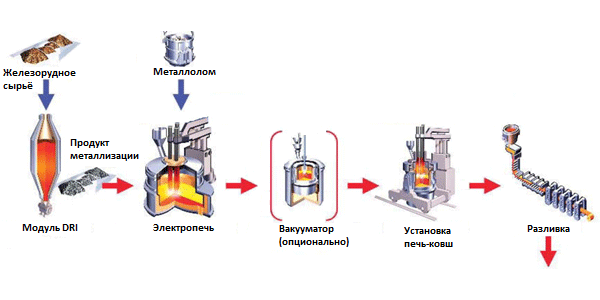 Железорудное
сырьё
Металлолом
Продукт
металлизации
Модуль DRI
Электропечь
Вакууматор
(опционально)
Установка
печь-ковш
Разливка